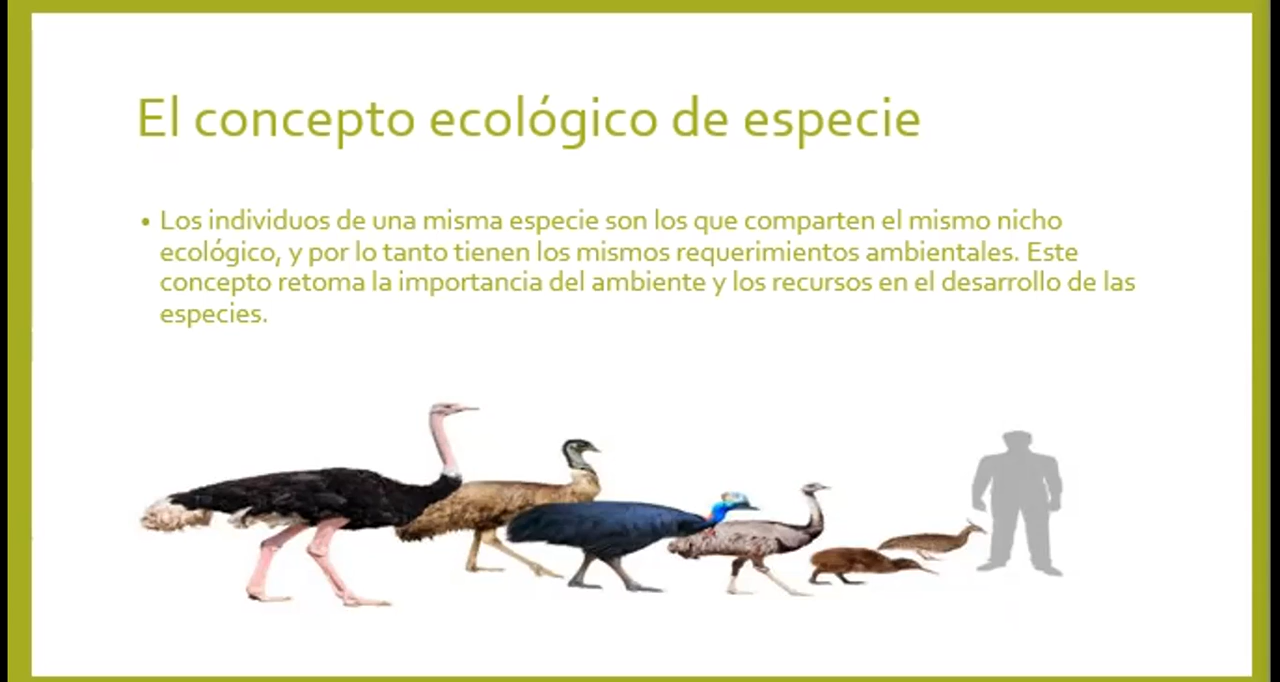 El concepto ecológico de especie
• Los individuos de una misma especie son los que comparten el mismo nicho
ecológico, y por lo tanto tienen los mismos requerimientos ambientales. Este
concepto retoma la importancia del ambiente y los recursos en el desarrollo de las
especies.